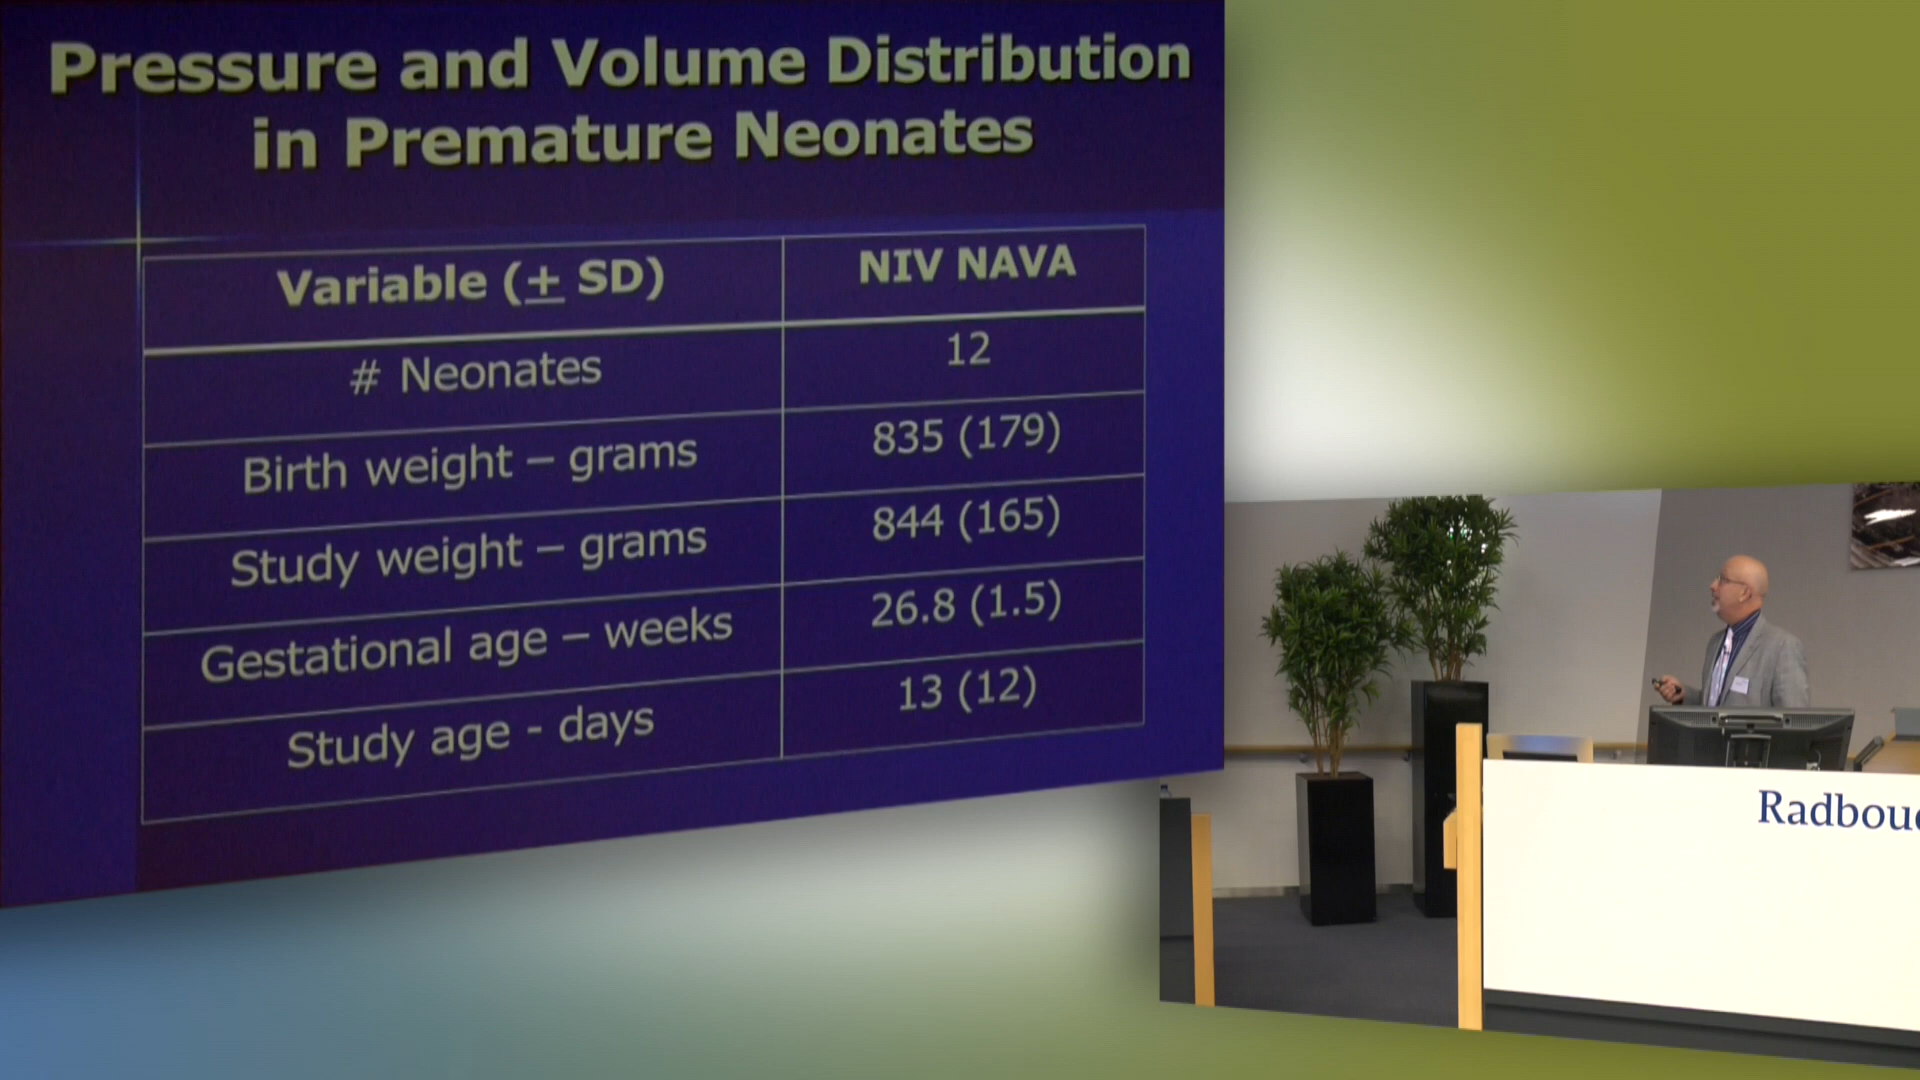 Pressure and Volume Distribution
in Premature Neonates
Variable (± SD) NIV NAVA
# Neonates 12
Birth weight – grams 835 (179)
Study weight – grams 844 (165)
Gestational age – weeks 26.8 (1.5)
Study age - days 13 (12)
Radboud